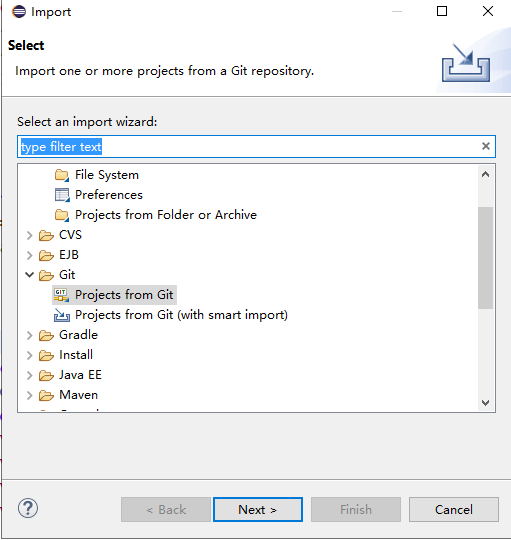 Import
Select
Import one or more projects from a Git repository.
Select an import wizard:
type filter text
File System
Preferences
Projects from Folder or Archive
CVS
EJB
Git
GIT
Projects from Git
Projects from Git (with smart import)
Gradle
Install
Java EE
Maven
< Back
Next >
Finish
Cancel